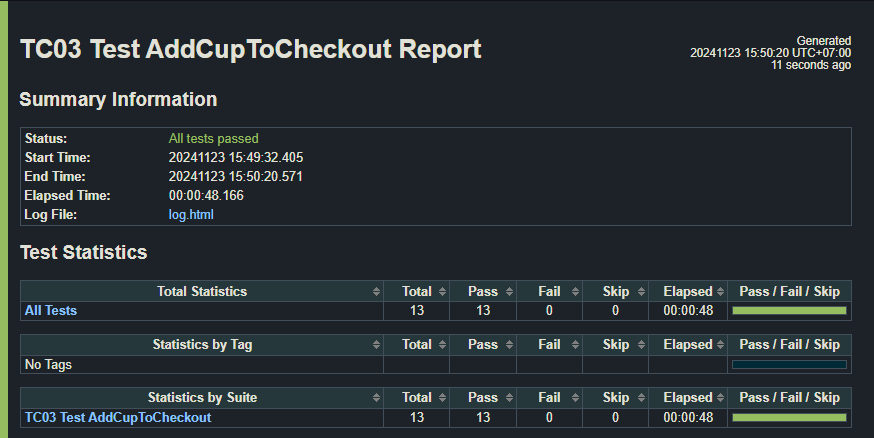 TC03 Test AddCupToCheckout Report
Generated
20241123 15:50:20 UTC+07:00
11 seconds ago
Summary Information
Status: All tests passed
Start Time: 20241123 15:49:32.405
End Time: 20241123 15:50:20.571
Elapsed Time: 00:00:48.166
Log File: log.html
Test Statistics
Total Statistics Total Pass Fail Skip Elapsed Pass / Fail / Skip
All Tests 13 13 0 0 00:00:48
Statistics by Tag Total Pass Fail Skip Elapsed Pass / Fail / Skip
No Tags
Statistics by Suite Total Pass Fail Skip Elapsed Pass / Fail / Skip
TC03 Test AddCupToCheckout 13 13 0 0 00:00:48